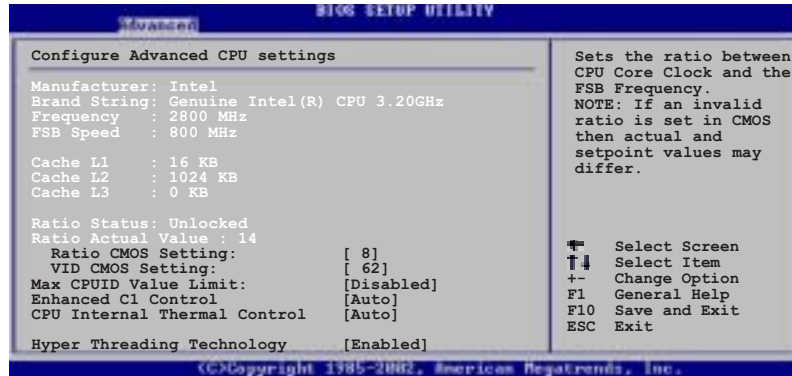 BIOS SETUP UTILITY
Advanced
Configure Advanced CPU settings
Manufacturer: Intel
Brand String: Genuine Intel(R) CPU 3.20GHz
Frequency : 2800 MHz
FSB Speed : 800 MHz
Cache L1 : 16 KB
Cache L2 : 1024 KB
Cache L3 : 0 KB
Ratio Status: Unlocked
Ratio Actual Value : 14
Ratio CMOS Setting: [ 8]
VID CMOS Setting: [ 62]
Max CPUID Value Limit: [Disabled]
Enhanced C1 Control [Auto]
CPU Internal Thermal Control [Auto]
Hyper Threading Technology [Enabled]
Sets the ratio between
CPU Core Clock and the
FSB Frequency.
NOTE: If an invalid
ratio is set in CMOS
then actual and
setpoint values may
differ.
Select Screen
↑↓ Select Item
+- Change Option
F1 General Help
F10 Save and Exit
ESC Exit
(C)Copyright 1985-2002, American Megatrends, Inc.